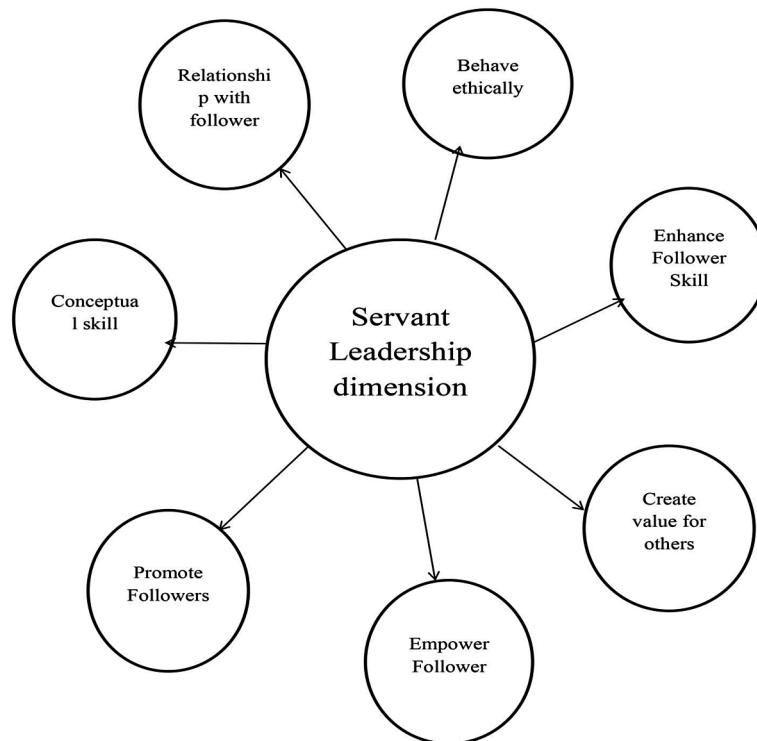 Relationshi
p with
follower
Behave
ethically
Enhance
Follower
Skill
Conceptua
l skill
Servant
Leadership
dimension
Create
value for
others
Promote
Followers
Empower
Follower